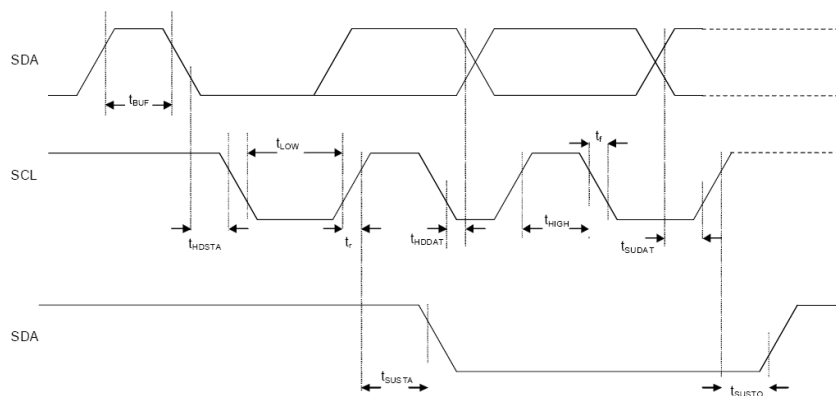 SDA
tBUF
tLOW
tf
SCL
tHDSTA
tr
tHDDAT
tHIGH
tSUDAT
SDA
tSUSTA
tSUSTO